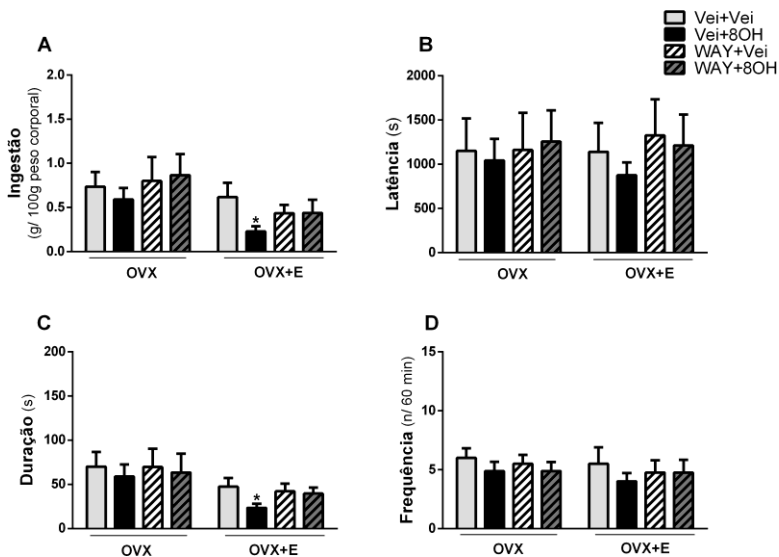 Vei+Vei
Vei+8OH
WAY+Vei
WAY+8OH
A
Ingestão
(g/ 100g peso corporal)
2.0
1.5
1.0
0.5
0.0
*
OVX
OVX+E
B
Latência (s)
2000
1500
1000
500
0
OVX
OVX+E
C
Duração (s)
200
150
100
50
0
*
OVX
OVX+E
D
Frequência (n/ 60 min)
15
10
5
0
OVX
OVX+E